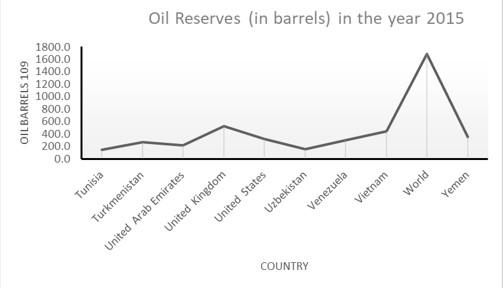 Oil Reserves (in barrels) in the year 2015
OIL BARRELS 109
1800.0
1600.0
1400.0
1200.0
1000.0
800.0
600.0
400.0
200.0
0.0
Tunisia
Turkmenistan
United Arab Emirates
United Kingdom
United States
Uzbekistan
Venezuela
Vietnam
World
Yemen
COUNTRY